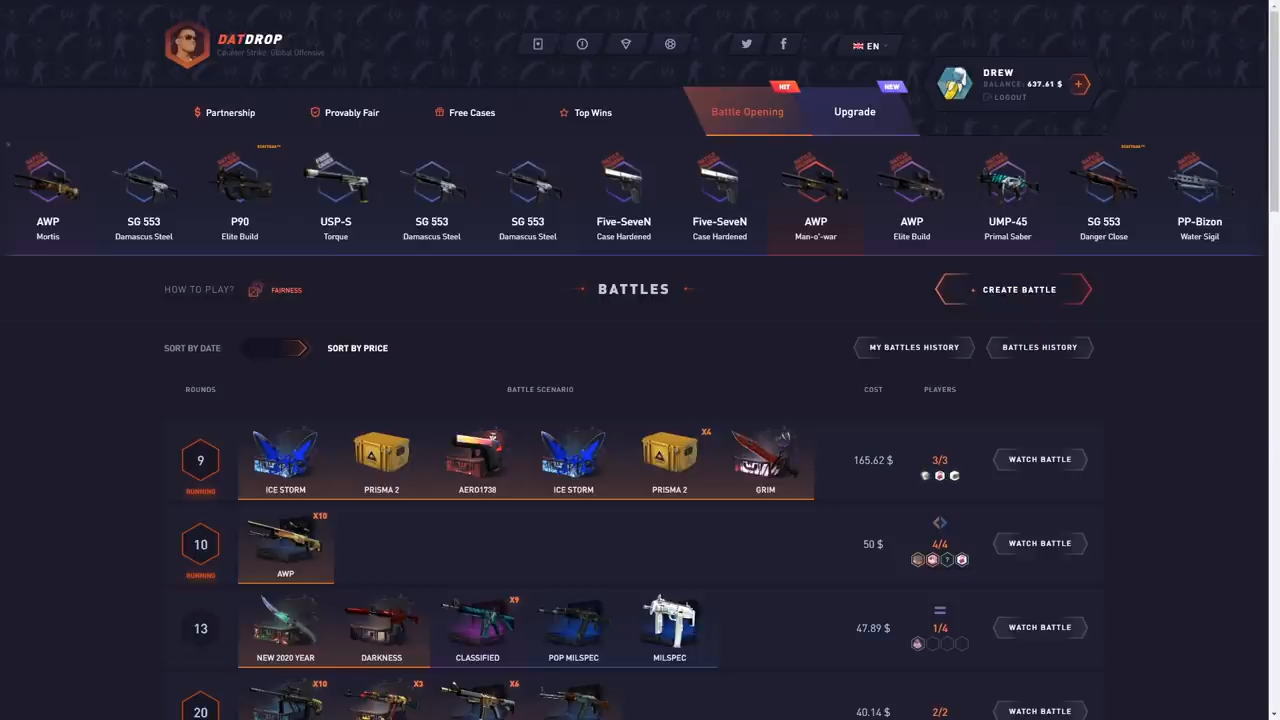 DATDROP
Counter Strike: Global Offensive
EN
DREW
BALANCE: 637.61 $
+
LOGOUT
HIT
NEW
Partnership
Provably Fair
Free Cases
Top Wins
Battle Opening
Upgrade
AWP
Mortis
SG 553
Damascus Steel
P90
Elite Build
USP-S
Torque
SG 553
Damascus Steel
SG 553
Damascus Steel
Five-SeveN
Case Hardened
Five-SeveN
Case Hardened
AWP
Man-o'-war
AWP
Elite Build
UMP-45
Primal Saber
SG 553
Danger Close
PP-Bizon
Water Sigil
HOW TO PLAY?
FAIRNESS
BATTLES
+ CREATE BATTLE
SORT BY DATE
SORT BY PRICE
MY BATTLES HISTORY
BATTLES HISTORY
ROUNDS
BATTLE SCENARIO
COST
PLAYERS
9
RUNNING
ICE STORM
PRISMA 2
AERO1738
ICE STORM
X4
PRISMA 2
GRIM
165.62 $
3/3
WATCH BATTLE
10
RUNNING
X10
AWP
50 $
4/4
?
WATCH BATTLE
13
NEW 2020 YEAR
DARKNESS
X9
CLASSIFIED
POP MILSPEC
MILSPEC
47.89 $
1/4
WATCH BATTLE
20
X10
X3
X6
40.14 $
2/2
WATCH BATTLE